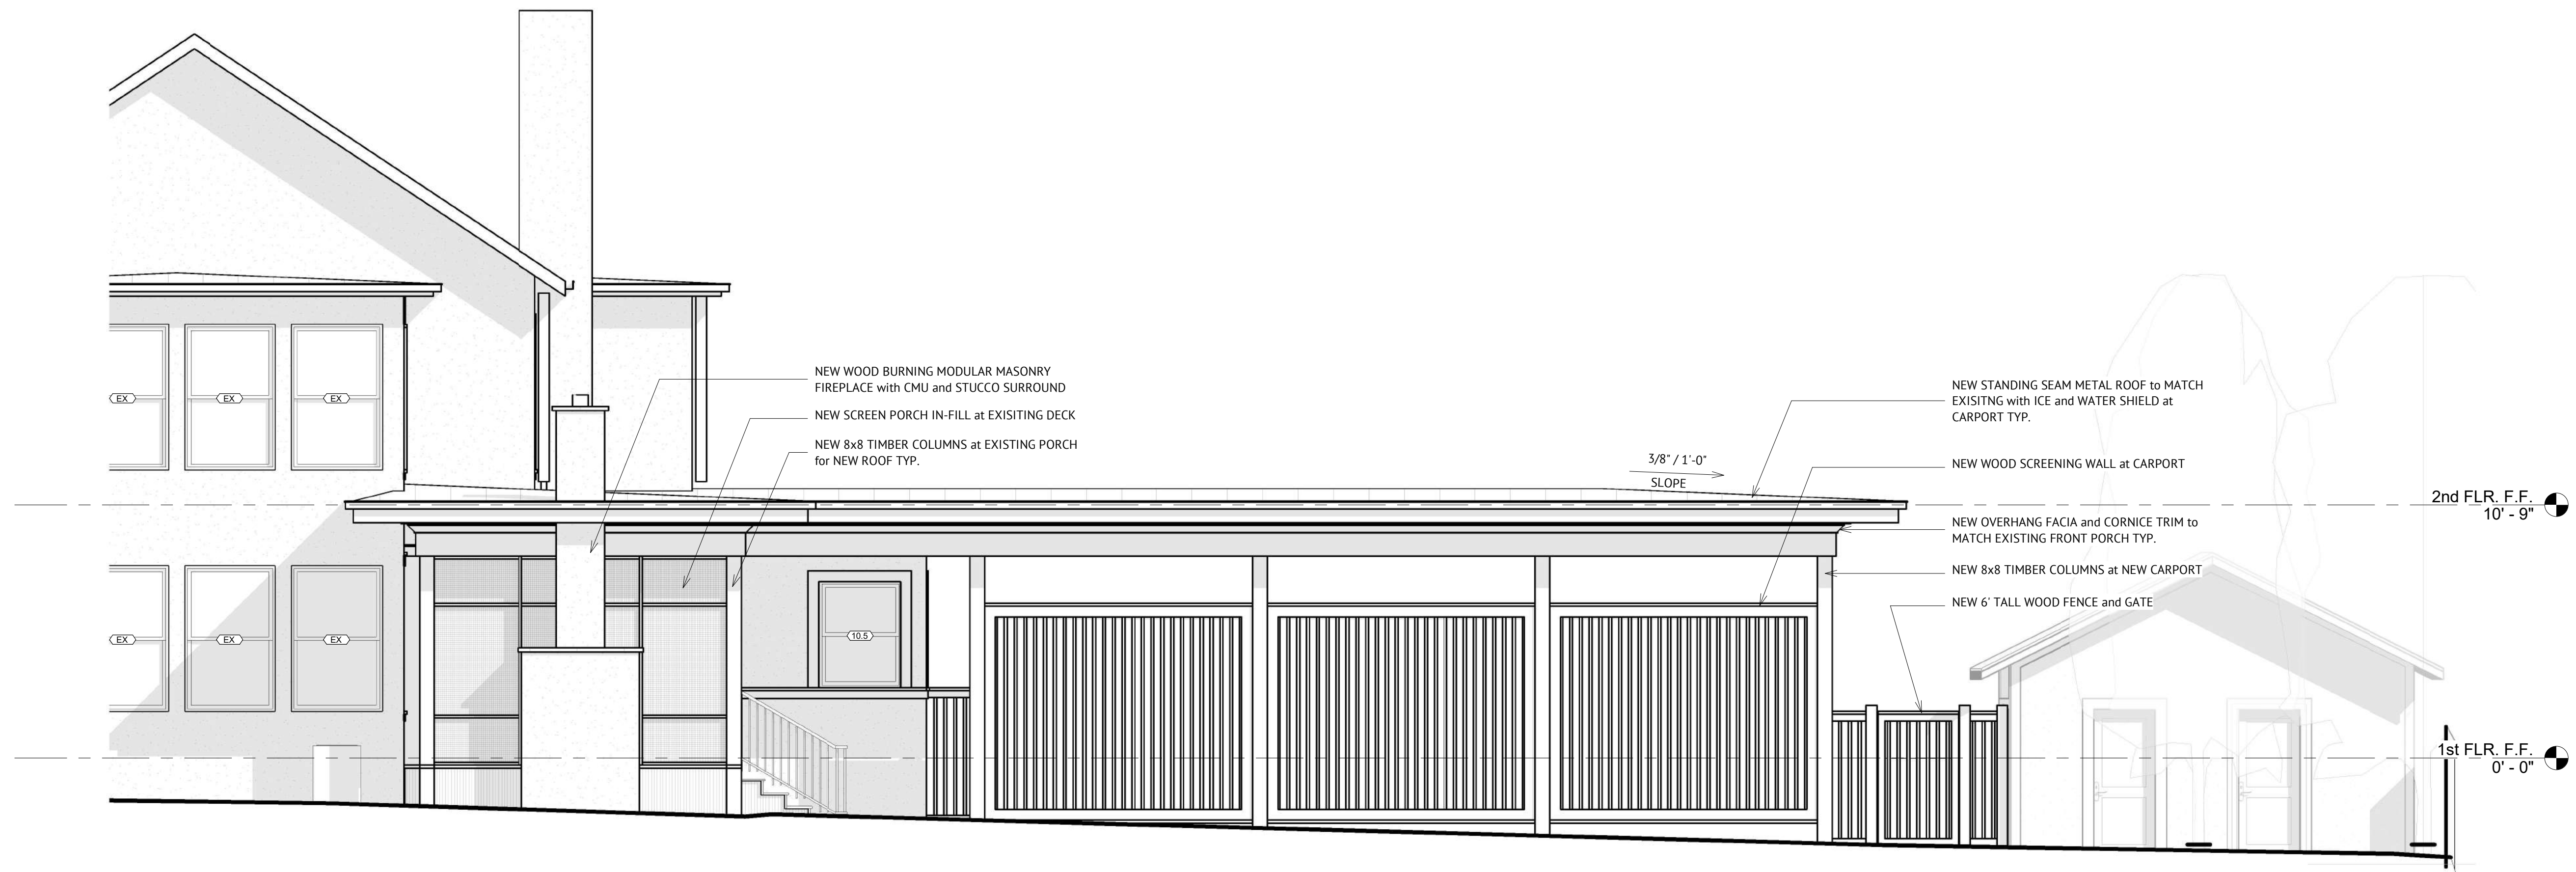 NEW WOOD BURNING MODULAR MASONRY
FIREPLACE with CMU and STUCCO SURROUND
NEW SCREEN PORCH IN-FILL at EXISITING DECK
NEW 8x8 TIMBER COLUMNS at EXISTING PORCH
for NEW ROOF TYP.
3/8" / 1'-0"
SLOPE
NEW STANDING SEAM METAL ROOF to MATCH
EXISITNG with ICE and WATER SHIELD at
CARPORT TYP.
NEW WOOD SCREENING WALL at CARPORT
NEW OVERHANG FACIA and CORNICE TRIM to
MATCH EXISTING FRONT PORCH TYP.
NEW 8x8 TIMBER COLUMNS at NEW CARPORT
NEW 6' TALL WOOD FENCE and GATE
2nd FLR. F.F.
10' - 9"
1st FLR. F.F.
0' - 0"
EX
EX
EX
EX
EX
EX
10.5